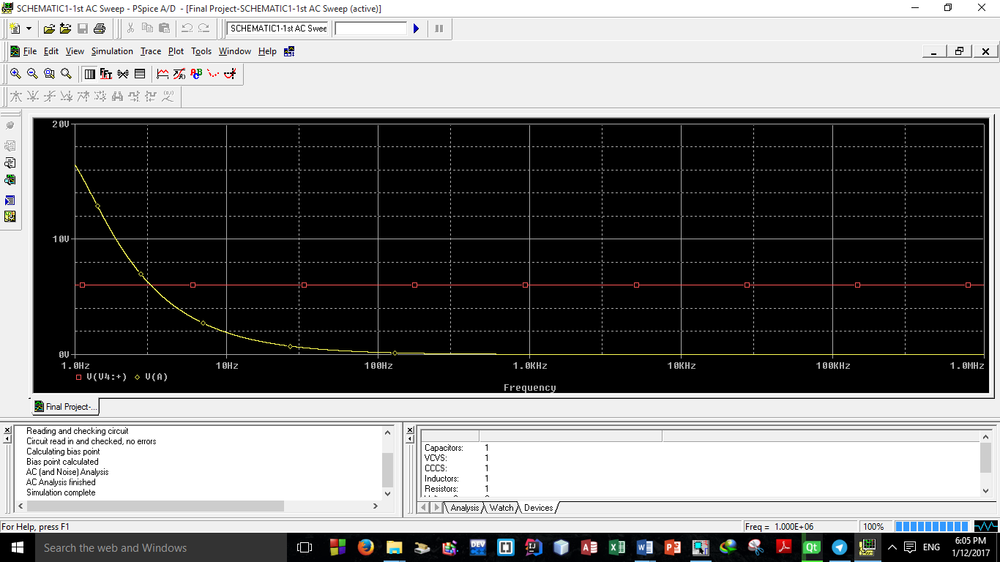 SCHEMATIC1-1st AC Sweep - PSpice A/D - [Final Project-SCHEMATIC1-1st AC Sweep (active)]
SCHEMATIC1-1st AC Swee
File Edit View Simulation Trace Plot Tools Window Help
20V
10V
0V
1.0Hz 10Hz 100Hz 1.0KHz 10KHz 100KHz 1.0MHz
V(V4:+) V(A)
Frequency
Final Project-...
Reading and checking circuit
Circuit read in and checked, no errors
Calculating bias point
Bias point calculated
AC (and Noise) Analysis
AC Analysis finished
Simulation complete
Capacitors: 1
VCVS: 1
CCCS: 1
Inductors: 1
Resistors: 1
Analysis Watch Devices
For Help, press F1
Freq = 1.000E+06
100%
Search the web and Windows
DEV
Qt
ENG
6:05 PM
1/12/2017